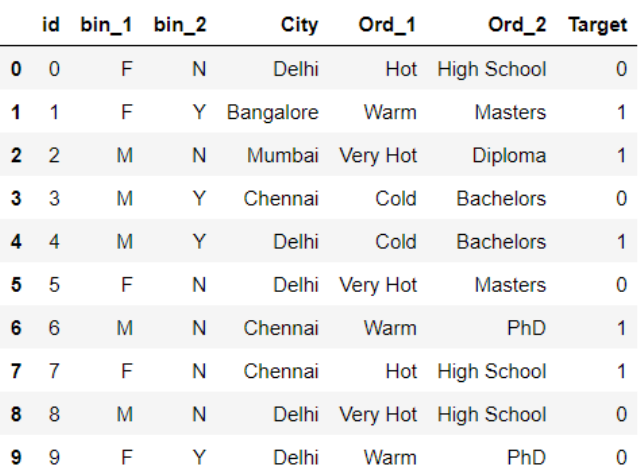 id bin_1 bin_2 City Ord_1 Ord_2 Target
0 0 F N Delhi Hot High School 0
1 1 F Y Bangalore Warm Masters 1
2 2 M N Mumbai Very Hot Diploma 1
3 3 M Y Chennai Cold Bachelors 0
4 4 M Y Delhi Cold Bachelors 1
5 5 F N Delhi Very Hot Masters 0
6 6 M N Chennai Warm PhD 1
7 7 F N Chennai Hot High School 1
8 8 M N Delhi Very Hot High School 0
9 9 F Y Delhi Warm PhD 0